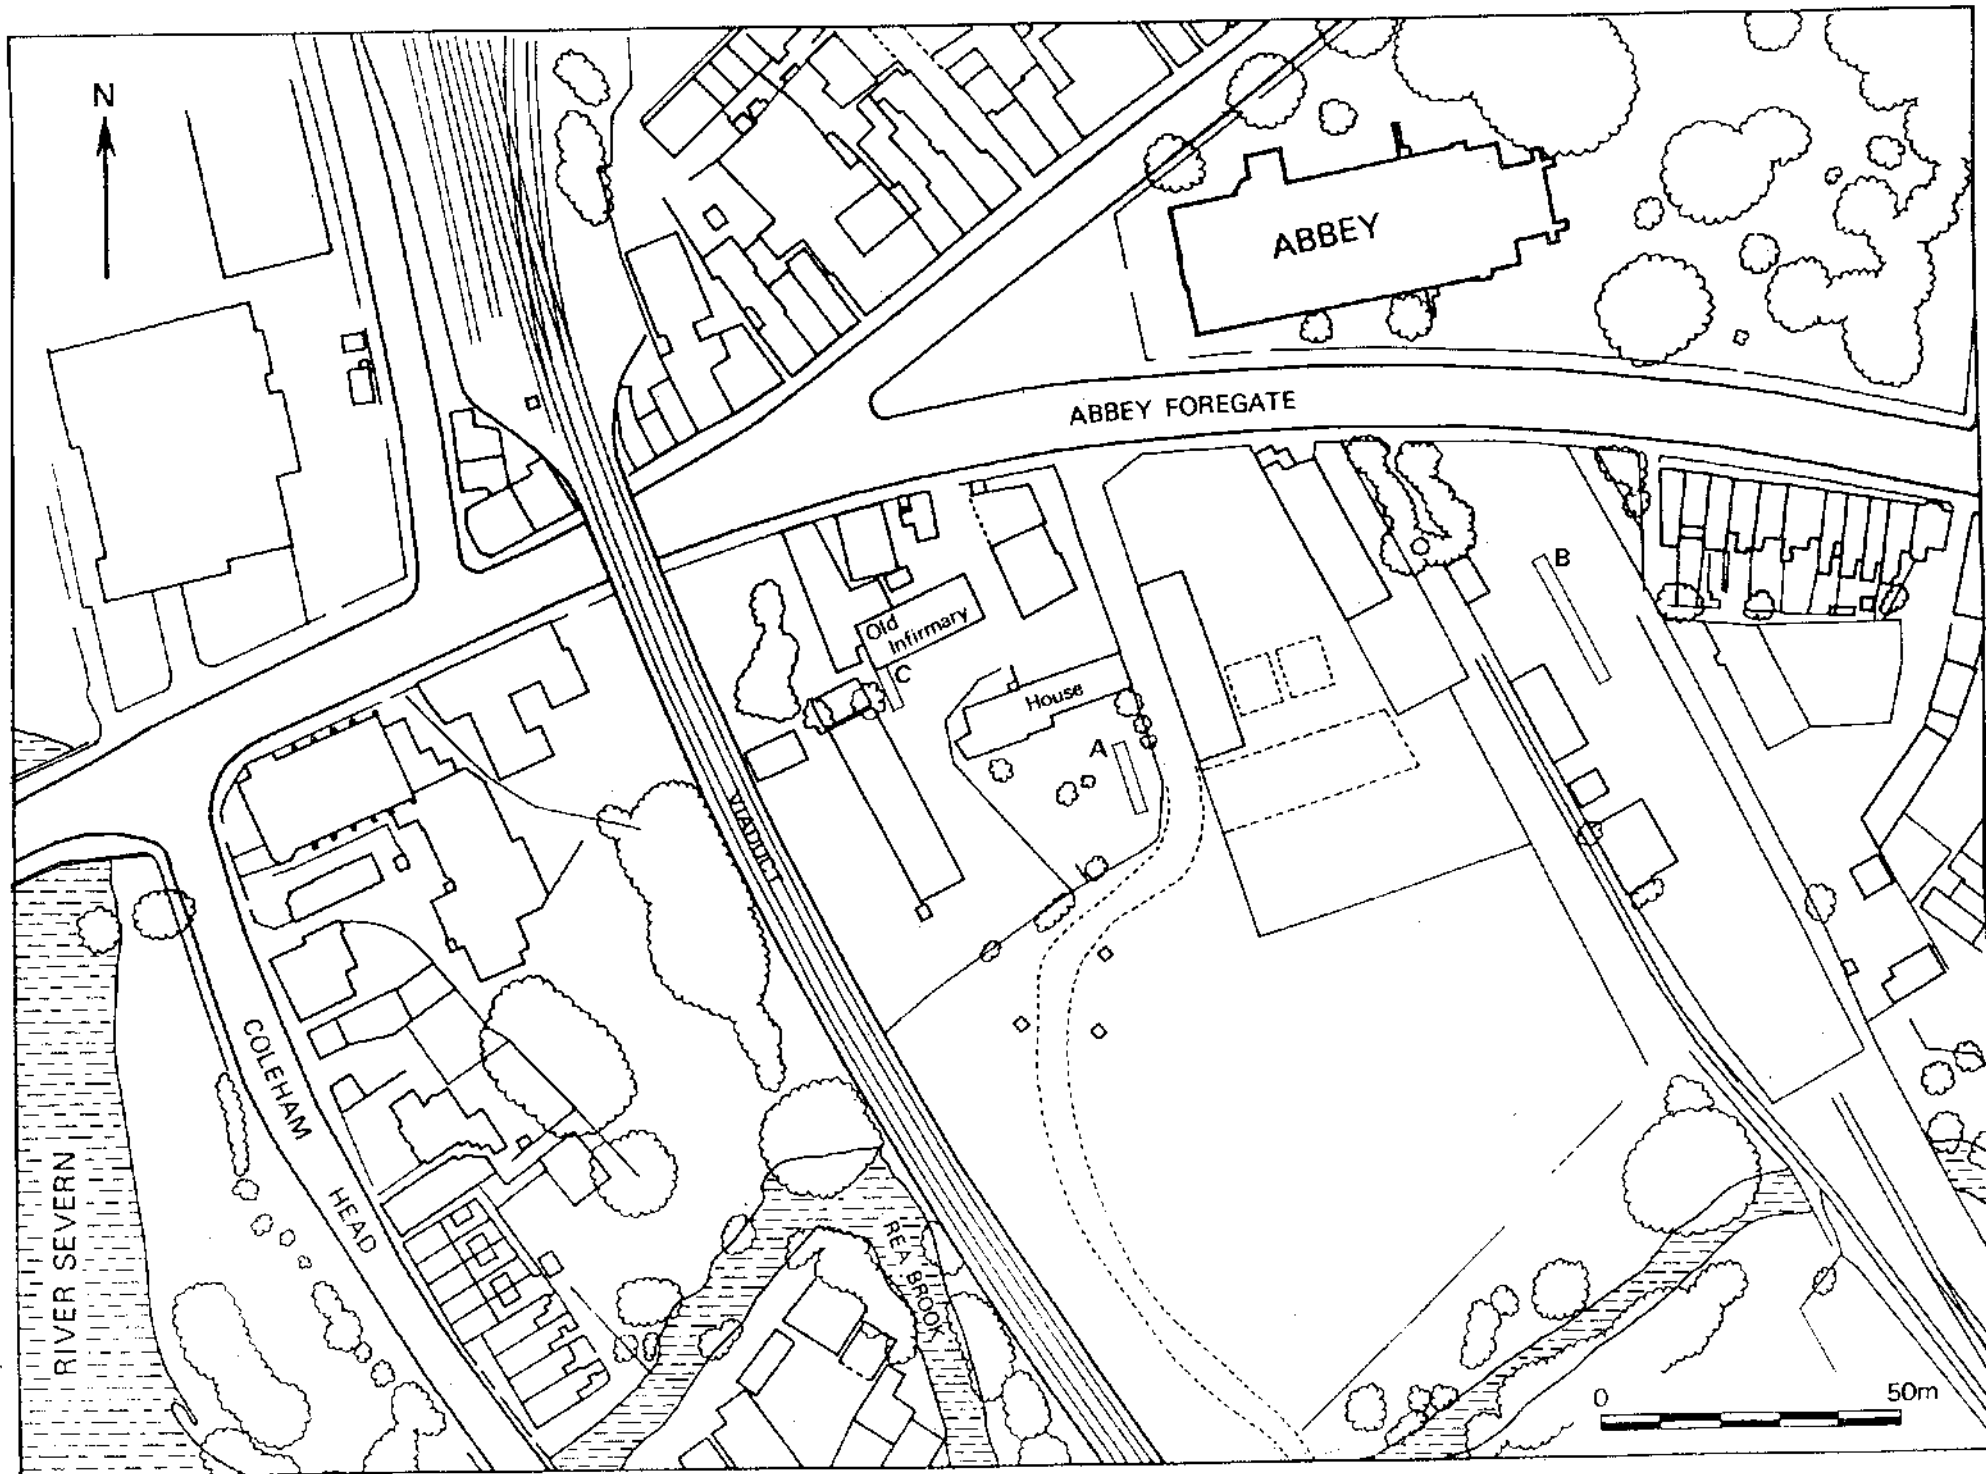 N
ABBEY
ABBEY FOREGATE
B
Old
Infirmary
C
House
A
VIADUCT
COLEHAM
HEAD
RIVER SEVERN
REA BROOK
0
50m